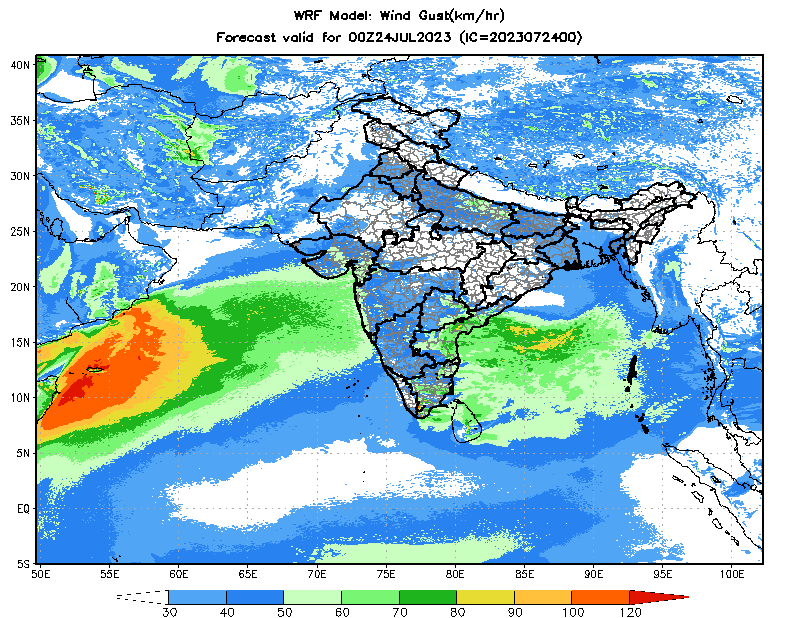 WRF Model: Wind Gust(km/hr)
Forecast valid for 00Z24JUL2023 (IC=2023072400)
40N
35N
30N
25N
20N
15N
10N
5N
EQ
5S
50E 55E 60E 65E 70E 75E 80E 85E 90E 95E 100E
30 40 50 60 70 80 90 100 120